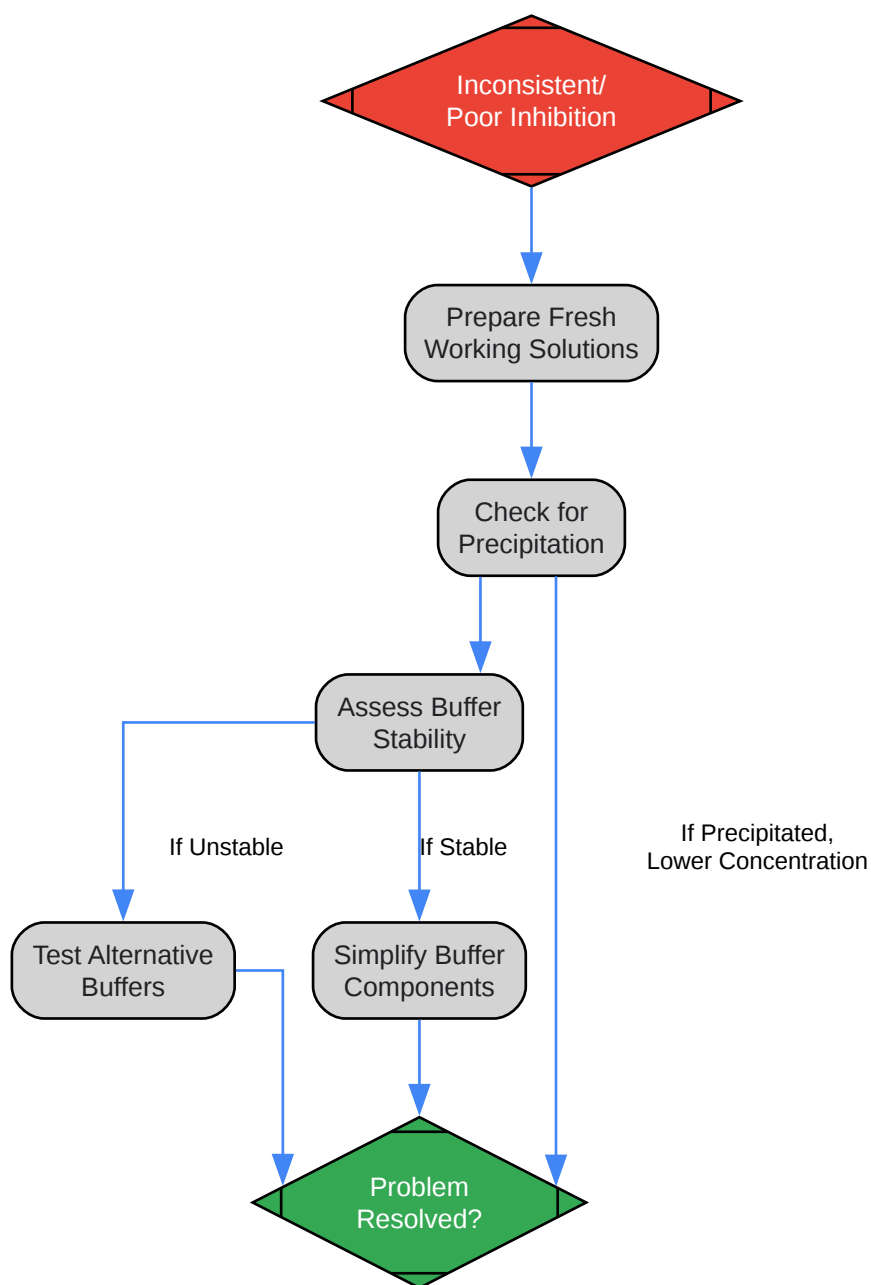 Inconsistent/
Poor Inhibition
Prepare Fresh
Working Solutions
Check for
Precipitation
Assess Buffer
Stability
If Unstable
If Stable
If Precipitated,
Lower Concentration
Test Alternative
Buffers
Simplify Buffer
Components
Problem
Resolved?